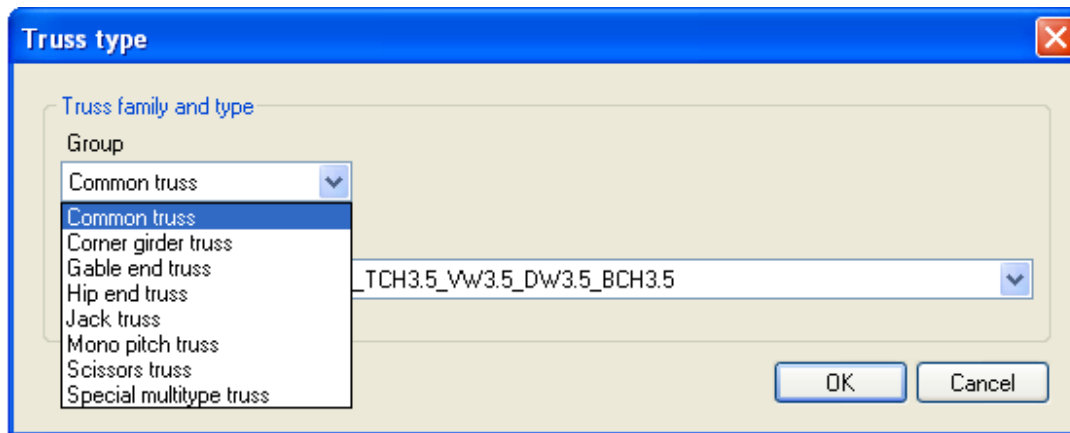 Truss type
Truss family and type
Group
Common truss
Common truss
Corner girder truss
Gable end truss
_TCH3.5_VW3.5_DW3.5_BCH3.5
Hip end truss
Jack truss
Mono pitch truss
Scissors truss
Special multitype truss
OK Cancel